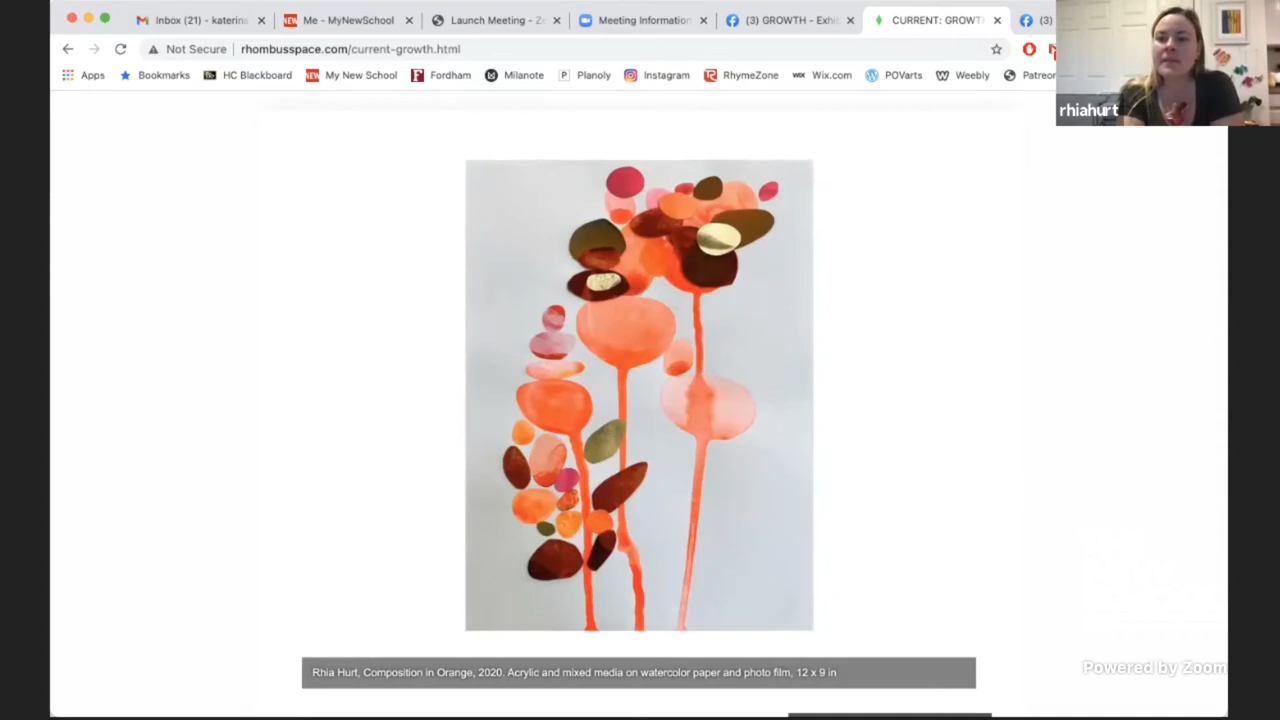 Inbox (21) - katerina
Me - MyNewSchool
Launch Meeting - Zo
Meeting Information
(3) GROWTH - Exhib
CURRENT: GROWT
(3)
Not Secure | rhombusspace.com/current-growth.html
Apps
Bookmarks
HC Blackboard
My New School
Fordham
Milanote
Planoly
Instagram
RhymeZone
Wix.com
POVarts
Weebly
Patreon
rhiahurt
Rhia Hurt, Composition in Orange, 2020. Acrylic and mixed media on watercolor paper and photo film, 12 x 9 in
Powered by Zoom